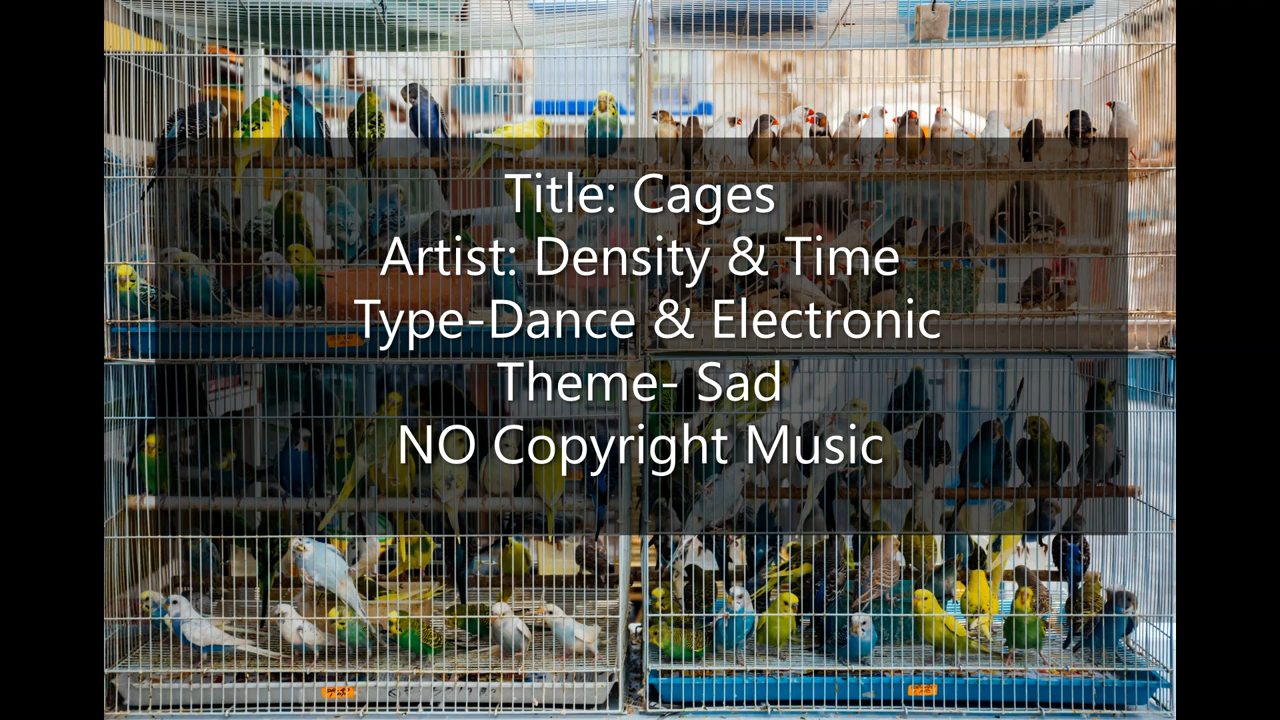 Title: Cages
Artist: Density & Time
Type-Dance & Electronic
Theme- Sad
NO Copyright Music